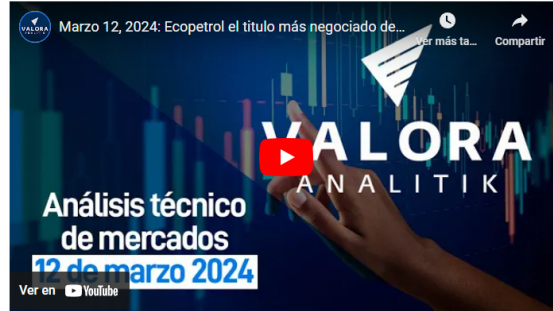 VALORA
ANALITIK
Marzo 12, 2024: Ecopetrol el titulo más negociado de...
Ver más ta...
Compartir
VALORA
ANALITIK
Análisis técnico
de mercados
12 de marzo 2024
Ver en YouTube